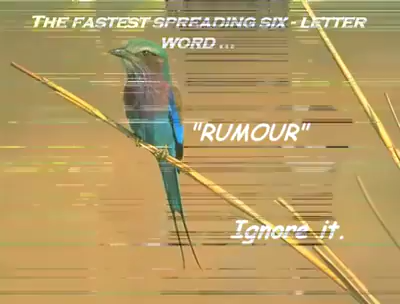 THE FASTEST SPREADING SIX - LETTER
WORD ...
"RUMOUR"
Ignore it.